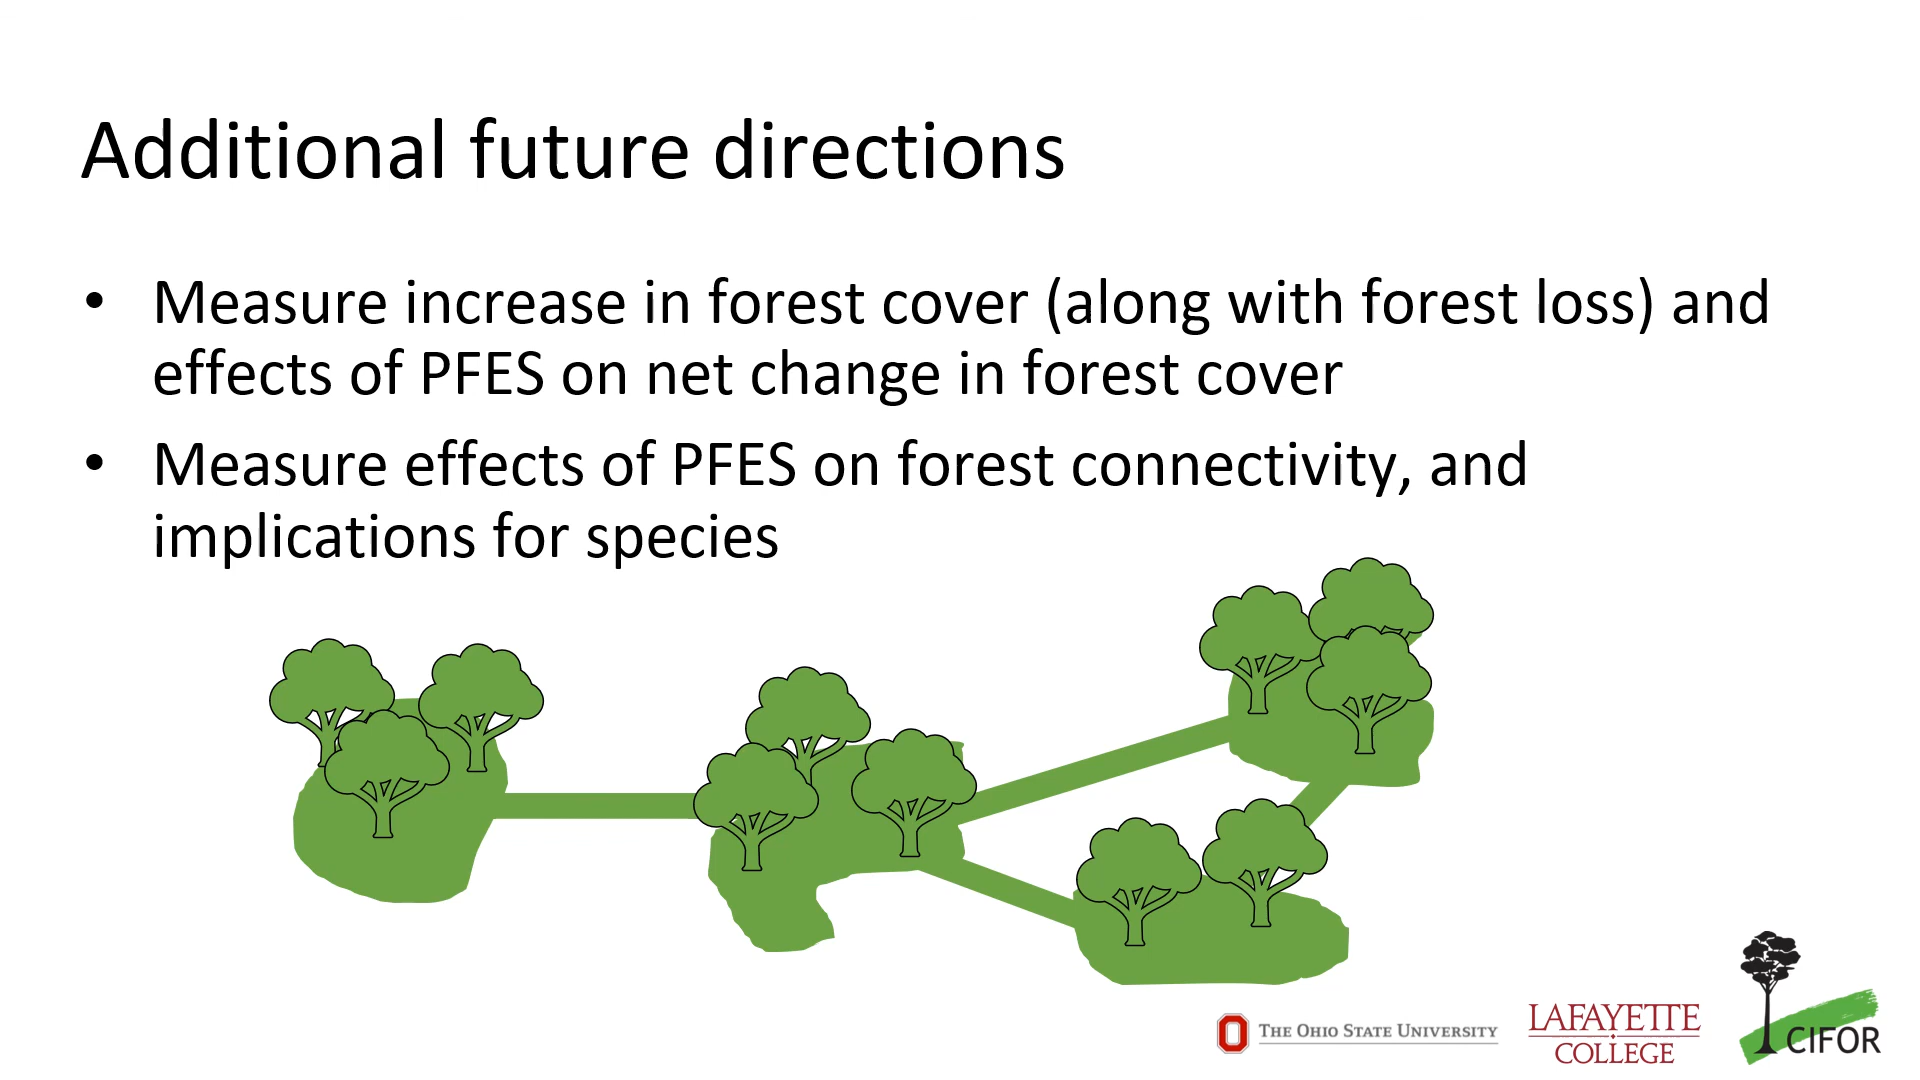 Additional future directions
• Measure increase in forest cover (along with forest loss) and
effects of PFES on net change in forest cover
• Measure effects of PFES on forest connectivity, and
implications for species
THE OHIO STATE UNIVERSITY
LAFAYETTE
COLLEGE
CIFOR